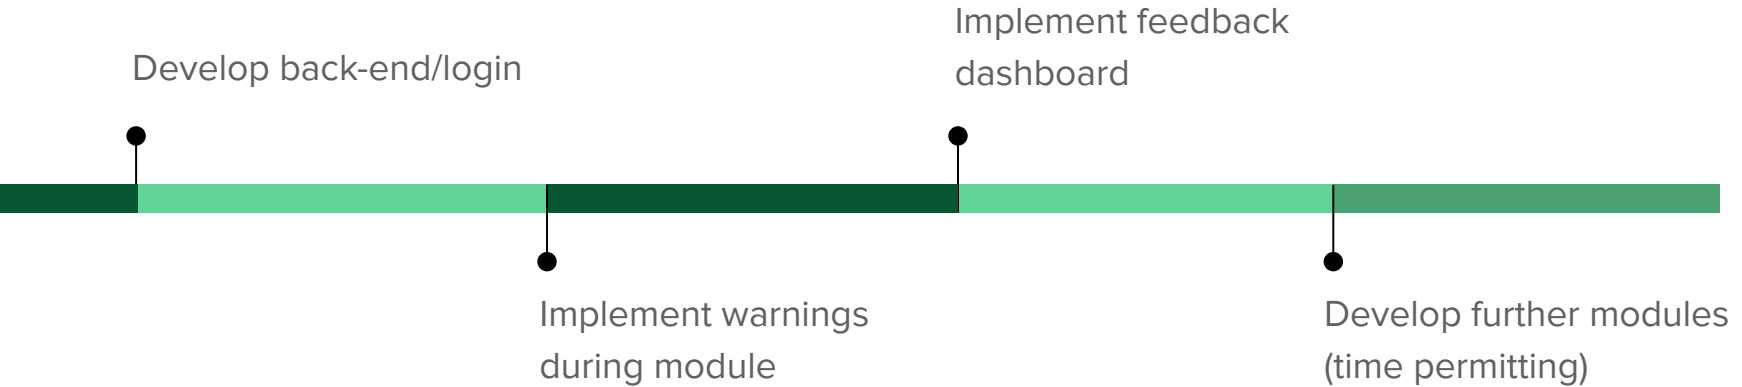 Develop back-end/login
Implement feedback
dashboard
Implement warnings
during module
Develop further modules
(time permitting)